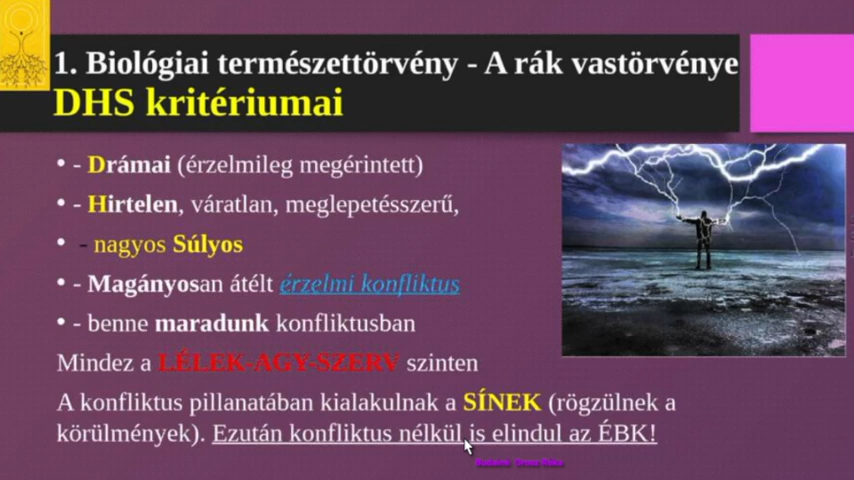 1. Biológiai természettörvény - A rák vastörvénye
DHS kritériumai
• - Drámai (érzelmileg megérintett)
• - Hirtelen, váratlan, meglepetésszerű,
• - nagyos Súlyos
• - Magányosan átélt érzelmi konfliktus
• - benne maradunk konfliktusban
Mindez a LÉLEK-AGY-SZERV szinten
A konfliktus pillanatában kialakulnak a SÍNEK (rögzülnek a
körülmények). Ezután konfliktus nélkül is elindul az ÉBK!